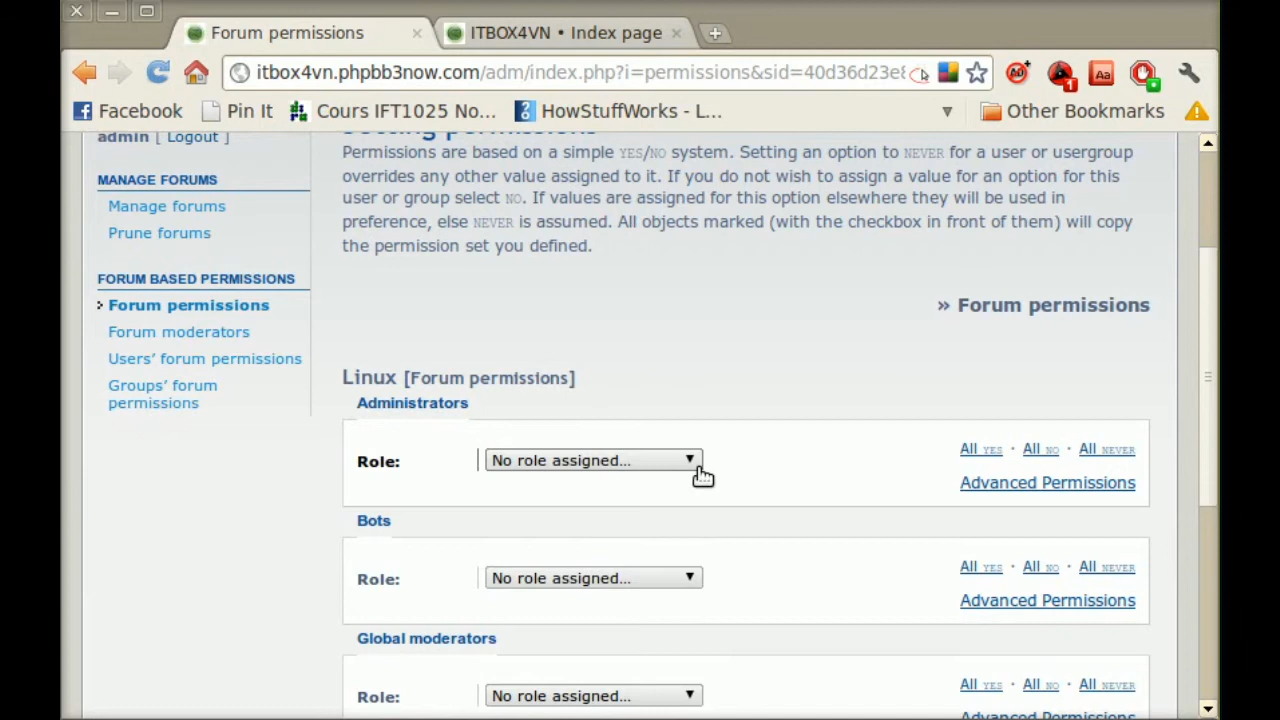 Forum permissions
ITBOX4VN • Index page
itbox4vn.phpbb3now.com/adm/index.php?i=permissions&sid=40d36d23e
1
Aa
Facebook
Pin It
Cours IFT1025 No...
HowStuffWorks - L...
Other Bookmarks
admin [ Logout ]
Setting permissions
Permissions are based on a simple YES/NO system. Setting an option to NEVER for a user or usergroup
overrides any other value assigned to it. If you do not wish to assign a value for an option for this
user or group select NO. If values are assigned for this option elsewhere they will be used in
preference, else NEVER is assumed. All objects marked (with the checkbox in front of them) will copy
the permission set you defined.
MANAGE FORUMS
Manage forums
Prune forums
FORUM BASED PERMISSIONS
Forum permissions
Forum moderators
Users’ forum permissions
Groups’ forum
permissions
» Forum permissions
Linux [Forum permissions]
Administrators
Role:
No role assigned...
All YES · All NO · All NEVER
Advanced Permissions
Bots
Role:
No role assigned...
All YES · All NO · All NEVER
Advanced Permissions
Global moderators
Role:
No role assigned...
All YES · All NO · All NEVER
Advanced Permissions